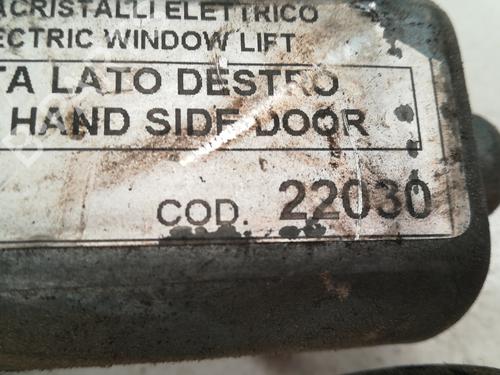 ACRISTALLI ELETTRICO
ECTRIC WINDOW LIFT
TA LATO DESTRO
HAND SIDE DOOR
COD. 22030